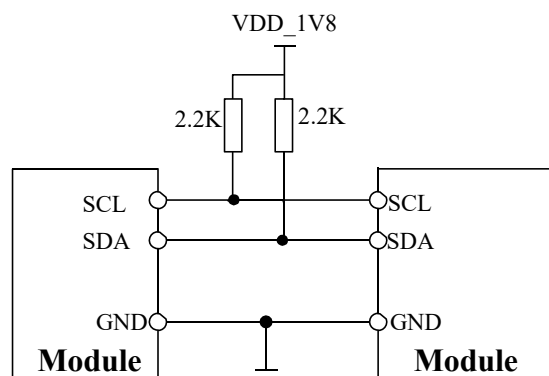 VDD_1V8
2.2K 2.2K
SCL SCL
SDA SDA
GND GND
Module Module